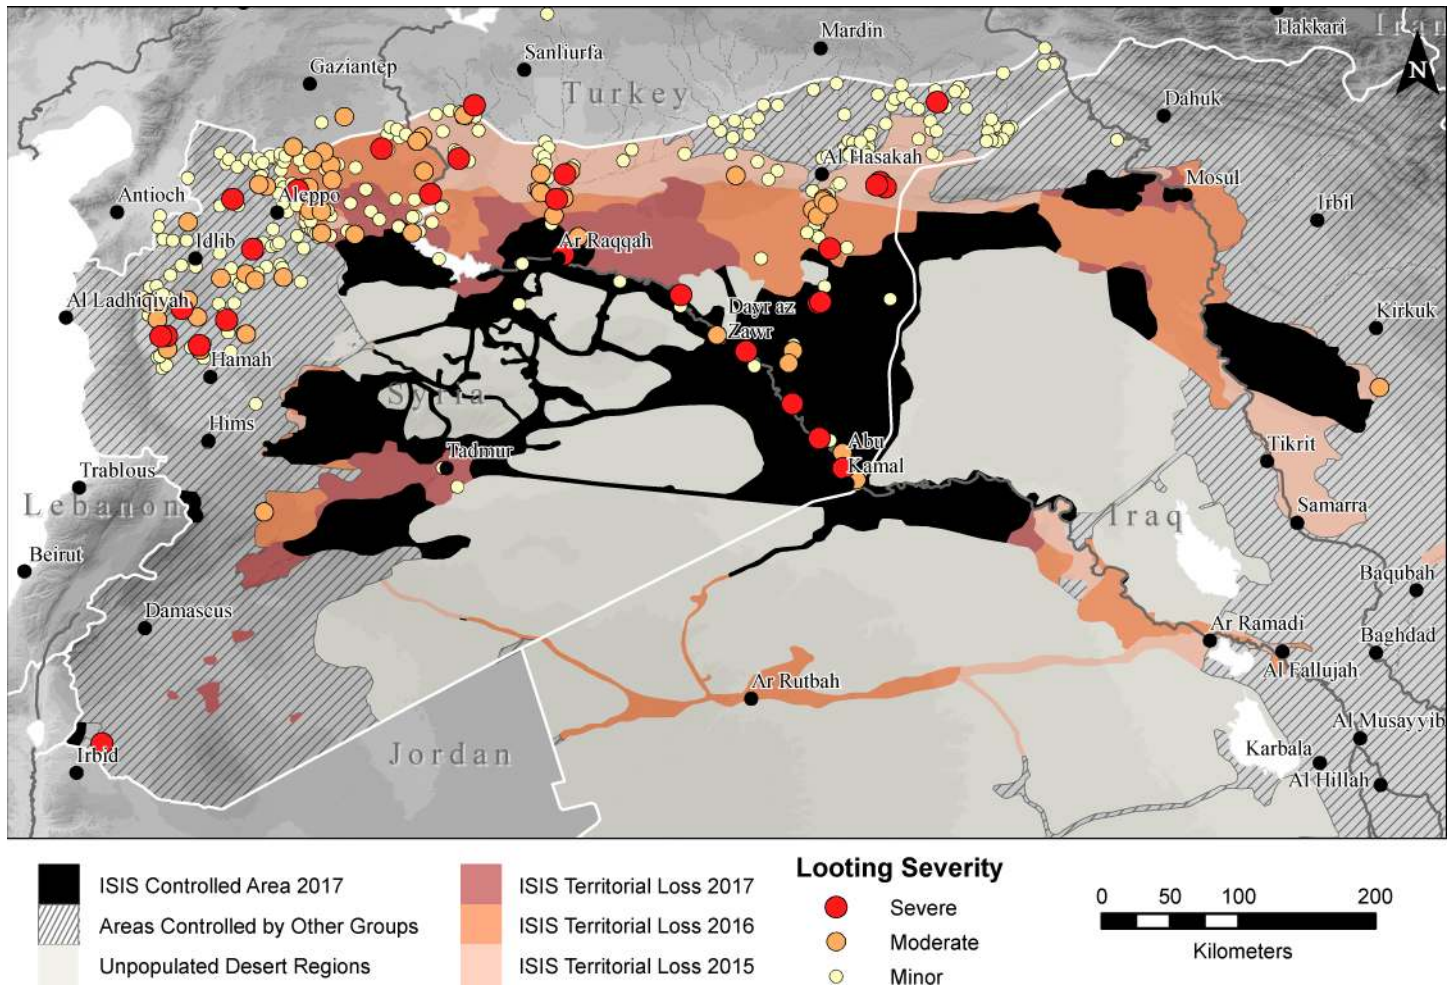 Hakkari
Iran
N
Mardin
Sanliurfa
Gaziantep
Turkey
Dahuk
Al Hasakah
Mosul
Antioch
Aleppo
Irbil
Idlib
Ar Raqqah
Al Ladhiqiyah
Dayr az
Zawr
Kirkuk
Hamah
Syria
Hims
Abu
Kamal
Tadmur
Tikrit
Trablous
Lebanon
Samarra
Iraq
Beirut
Baqubah
Damascus
Ar Ramadi
Baghdad
Al Fallujah
Ar Rutbah
Al Musayyib
Irbid
Jordan
Karbala
Al Hillah
ISIS Controlled Area 2017
Areas Controlled by Other Groups
Unpopulated Desert Regions
ISIS Territorial Loss 2017
ISIS Territorial Loss 2016
ISIS Territorial Loss 2015
Looting Severity
Severe
Moderate
Minor
0 50 100 200
Kilometers